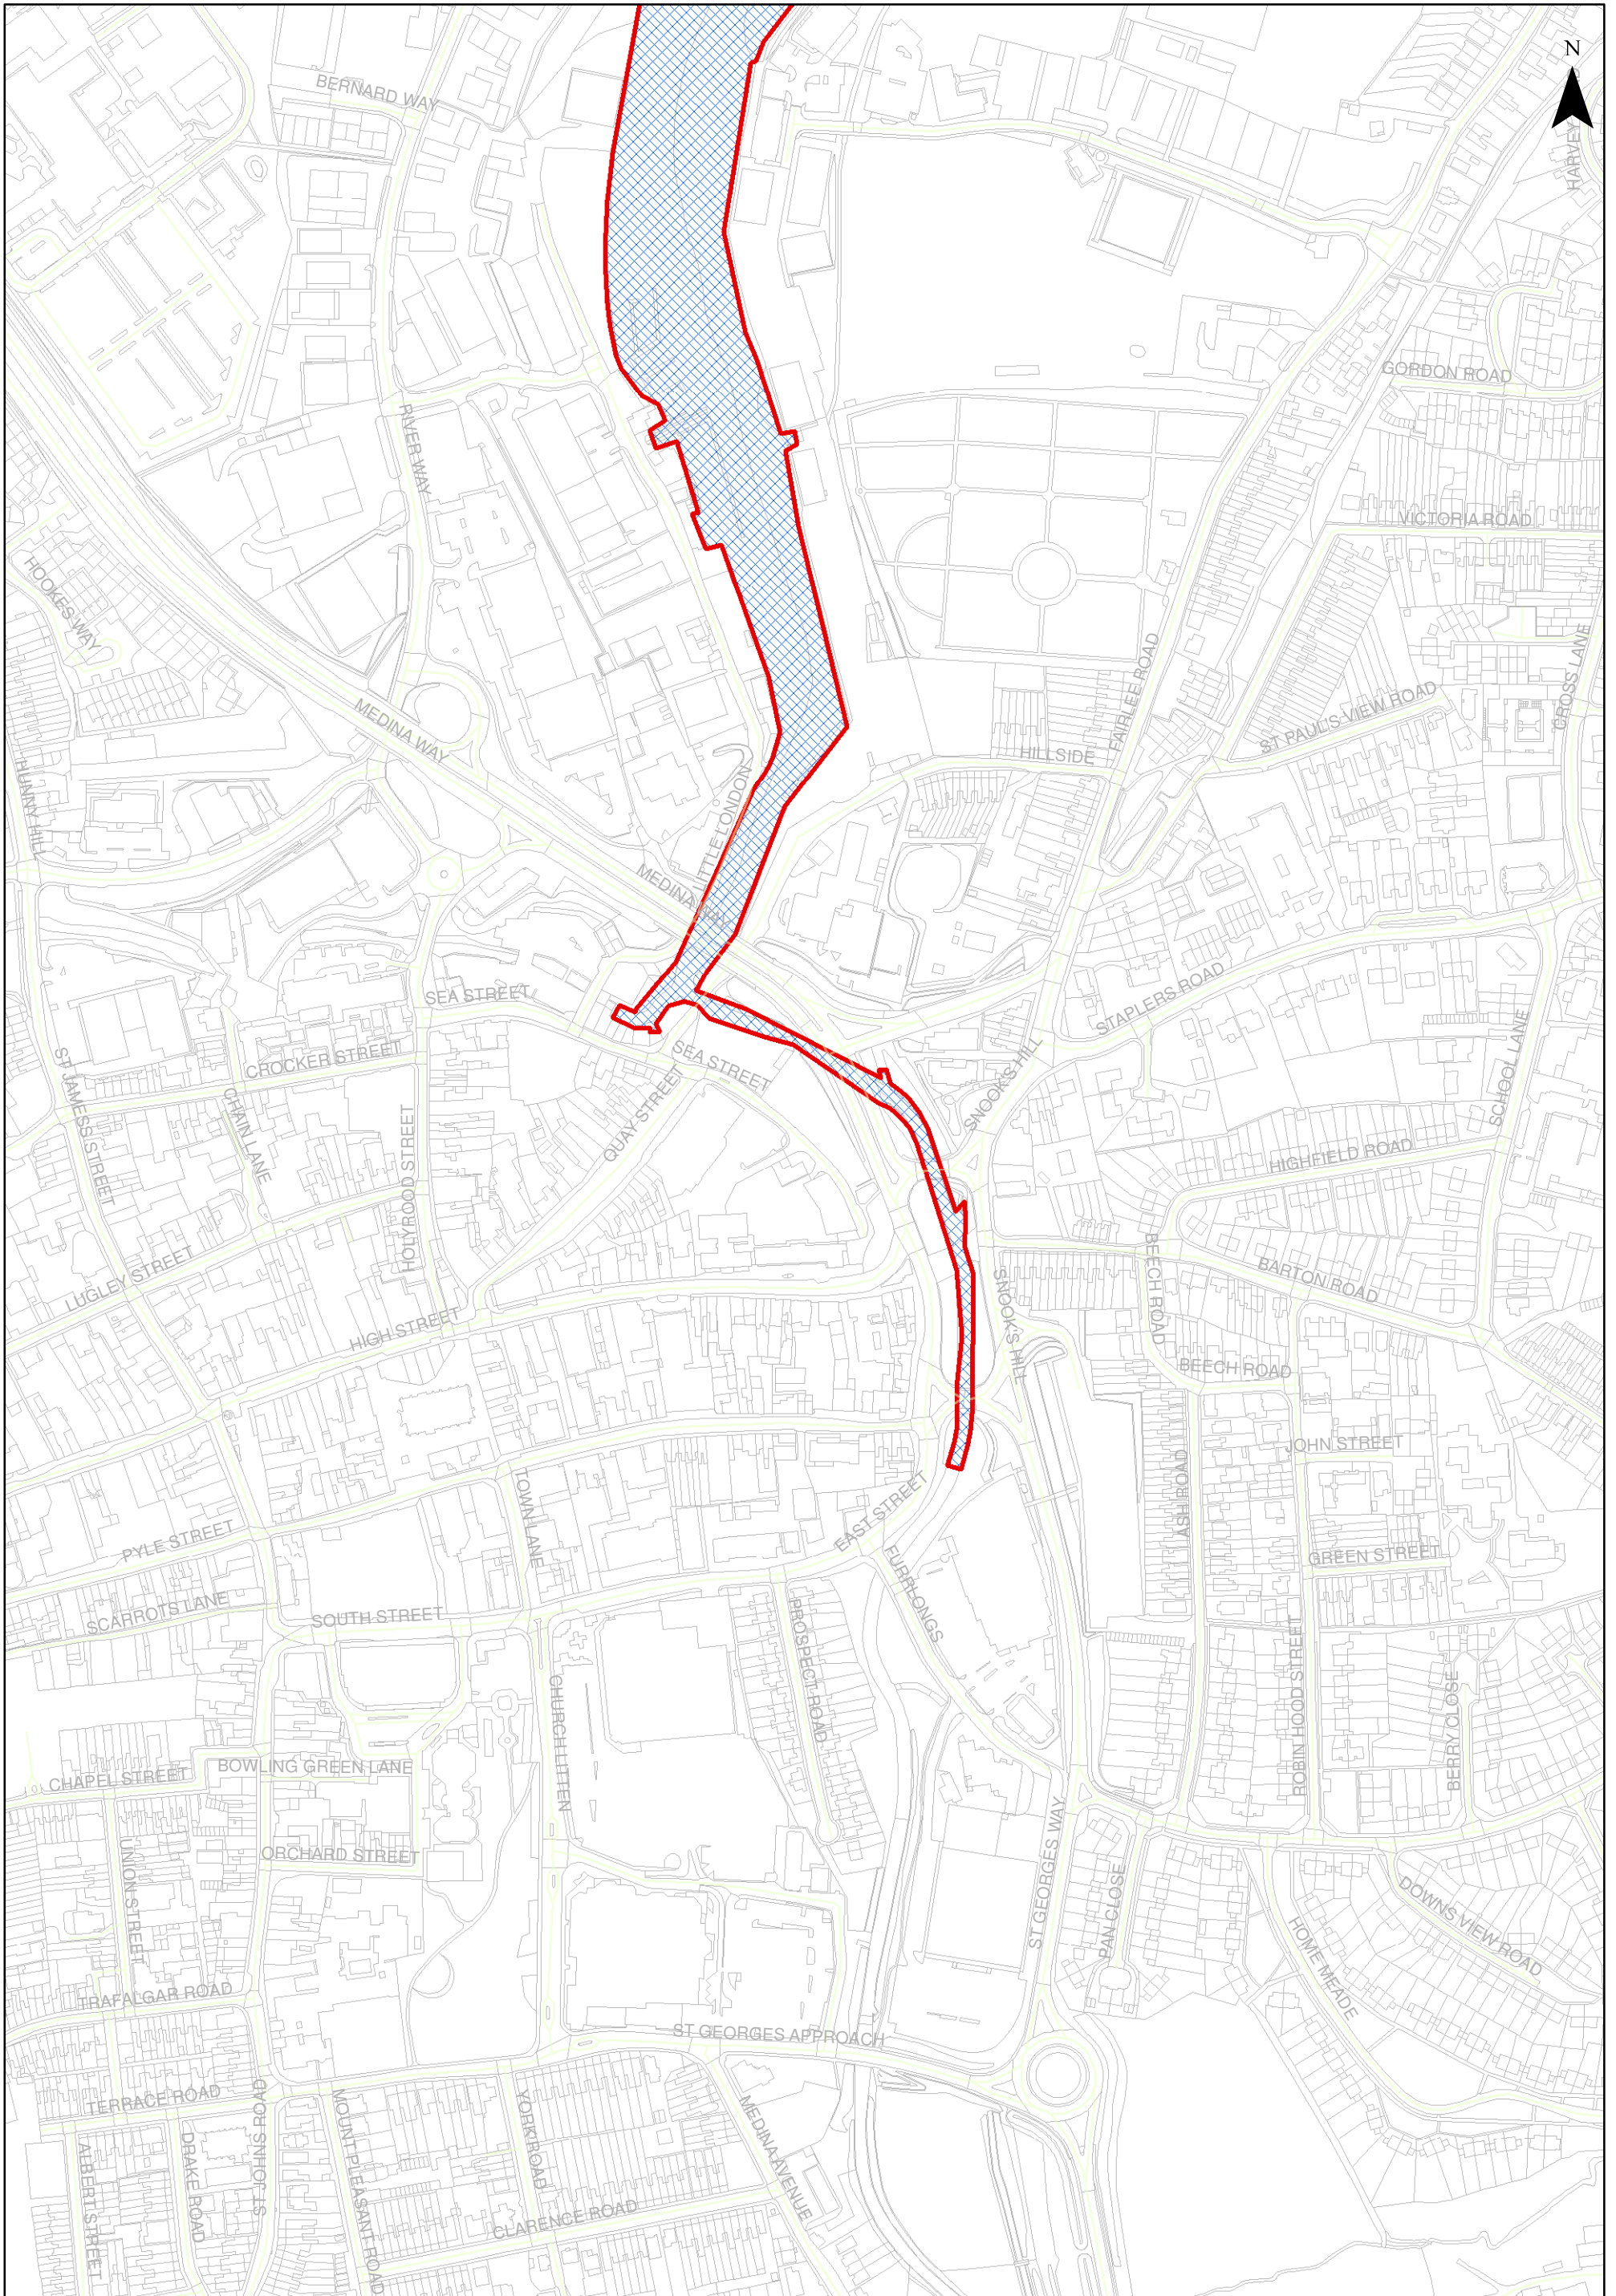 N
BERNARD WAY
HARVEY
GORDON ROAD
RIVER WAY
VICTORIA ROAD
HOOKES WAY
CROSS LANE
FAIRLEE ROAD
ST PAUL'S VIEW ROAD
MEDINA WAY
HILLSIDE
HUNNY HILL
LITTLE LONDON
MEDINA WAY
SEA STREET
STAPLERS ROAD
SCHOOL LANE
SNOOK'S HILL
SEA STREET
CROCKER STREET
ST JAMES'S STREET
CHAIN LANE
QUAY STREET
HOLYROOD STREET
HIGHFIELD ROAD
LUGLEY STREET
BEECH ROAD
BARTON ROAD
SNOOK'S HILL
HIGH STREET
BEECH ROAD
JOHN STREET
ASH ROAD
TOWN LANE
EAST STREET
PYLE STREET
FURRLONGS
GREEN STREET
SCARROTS LANE
SOUTH STREET
PROSPECT ROAD
ROBIN HOOD STREET
CHURCH LITTEN
BERRY CLOSE
CHAPEL STREET
BOWLING GREEN LANE
ST GEORGES WAY
UNION STREET
ORCHARD STREET
PAN CLOSE
DOWNS VIEW ROAD
HOME MEADE
TRAFALGAR ROAD
ST GEORGES APPROACH
TERRACE ROAD
ST JOHNS ROAD
MOUNT PLEASANT ROAD
YORK ROAD
MEDINA AVENUE
ALBERT STREET
DRAKE ROAD
CLARENCE ROAD